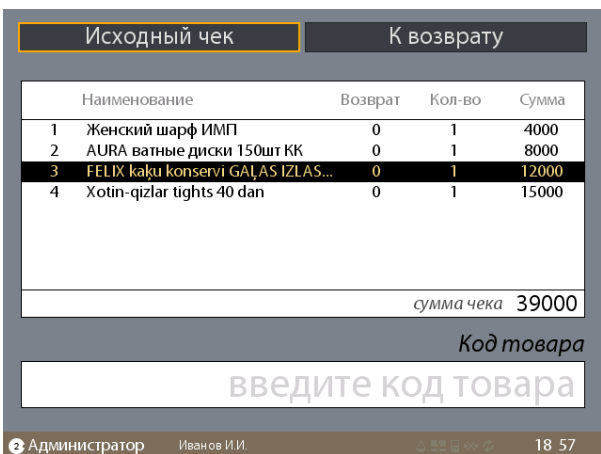 Исходный чек К возврату
Наименование Возврат Кол-во Сумма
1 Женский шарф ИМП 0 1 4000
2 AURA ватные диски 150шт КК 0 1 8000
3 FELIX kaķu konservi GAĻAS IZLAS... 0 1 12000
4 Xotin-qizlar tights 40 dan 0 1 15000
сумма чека 39000
Код товара
введите код товара
2 Администратор Иванов И.И. 18 57